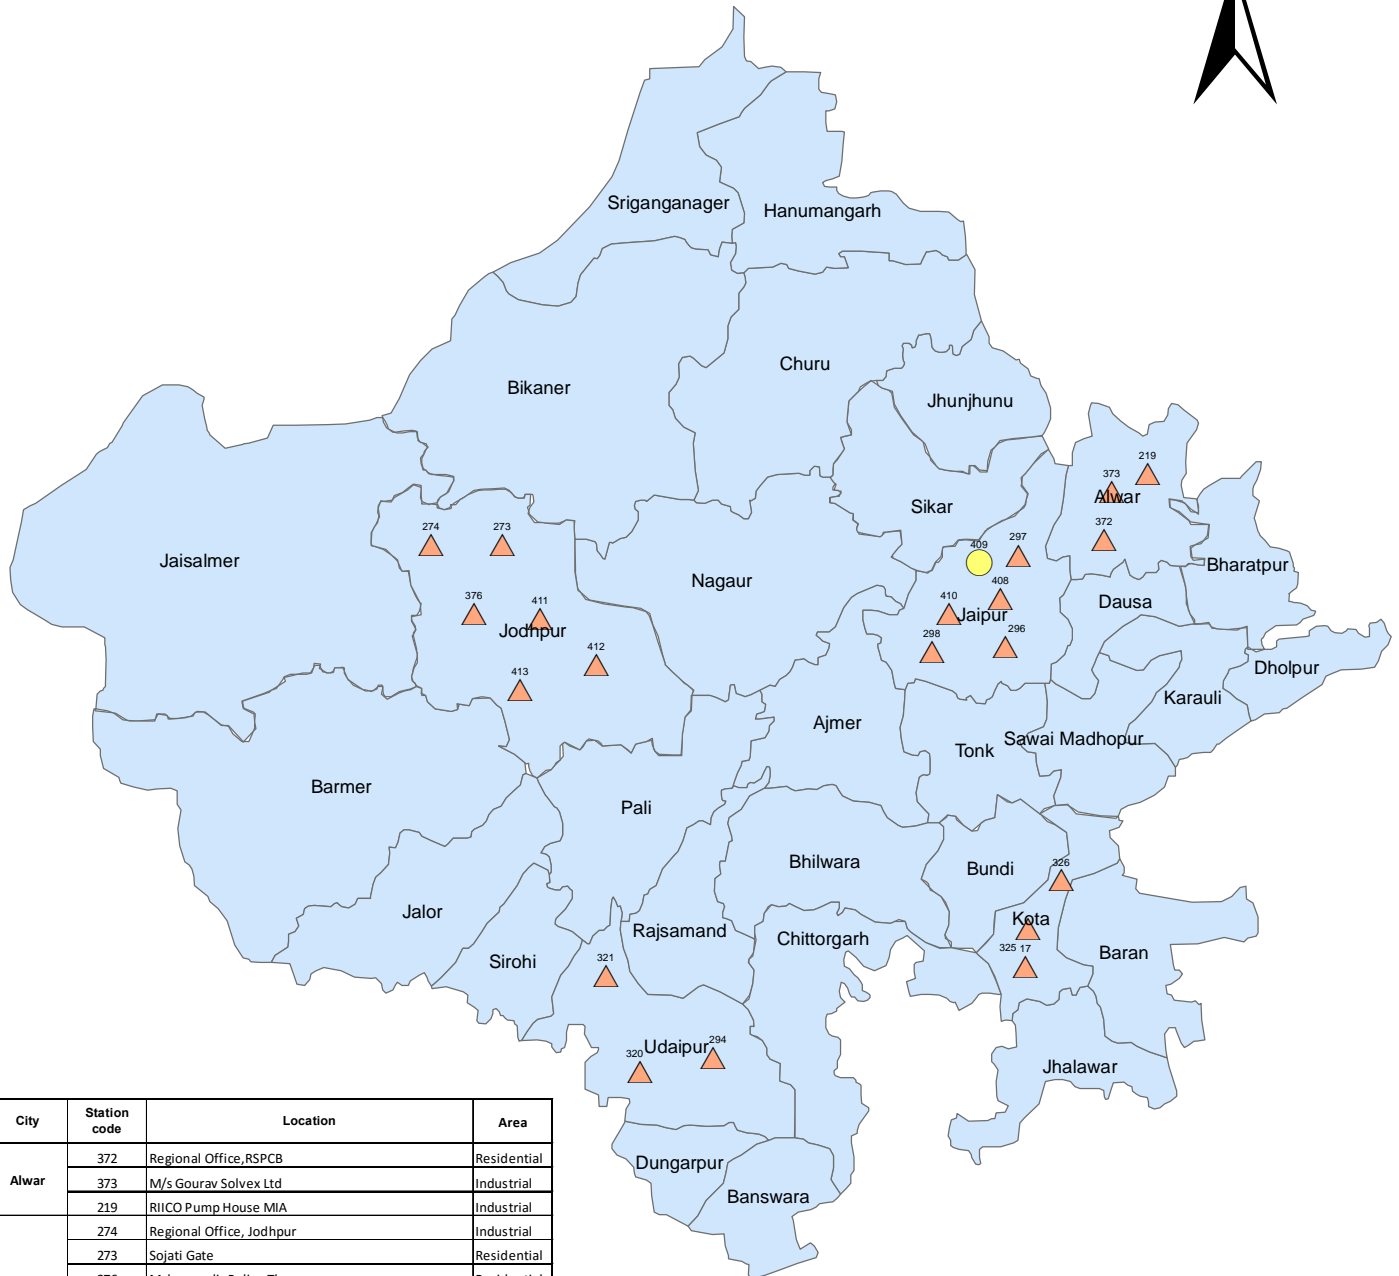 Sriganganager
Hanumangarh
Churu
Bikaner
Jhunjhunu
219
373
Alwar
Sikar
372
274
273
409
297
Jaisalmer
Bharatpur
Nagaur
408
376
411
410
Jaipur
Dausa
Jodhpur
296
298
412
Dholpur
413
Karauli
Ajmer
Sawai Madhopur
Tonk
Barmer
Pali
Bhilwara
Bundi
326
Jalor
Kota
Rajsamand
Chittorgarh
325 17
Baran
Sirohi
321
294
Udaipur
320
Jhalawar
Dungarpur
Banswara
City Station code Location Area
Alwar
372 Regional Office,RSPCB Residential
373 M/s Gourav Solvex Ltd Industrial
219 RIICO Pump House MIA Industrial
274 Regional Office, Jodhpur Industrial
273 Sojati Gate Residential